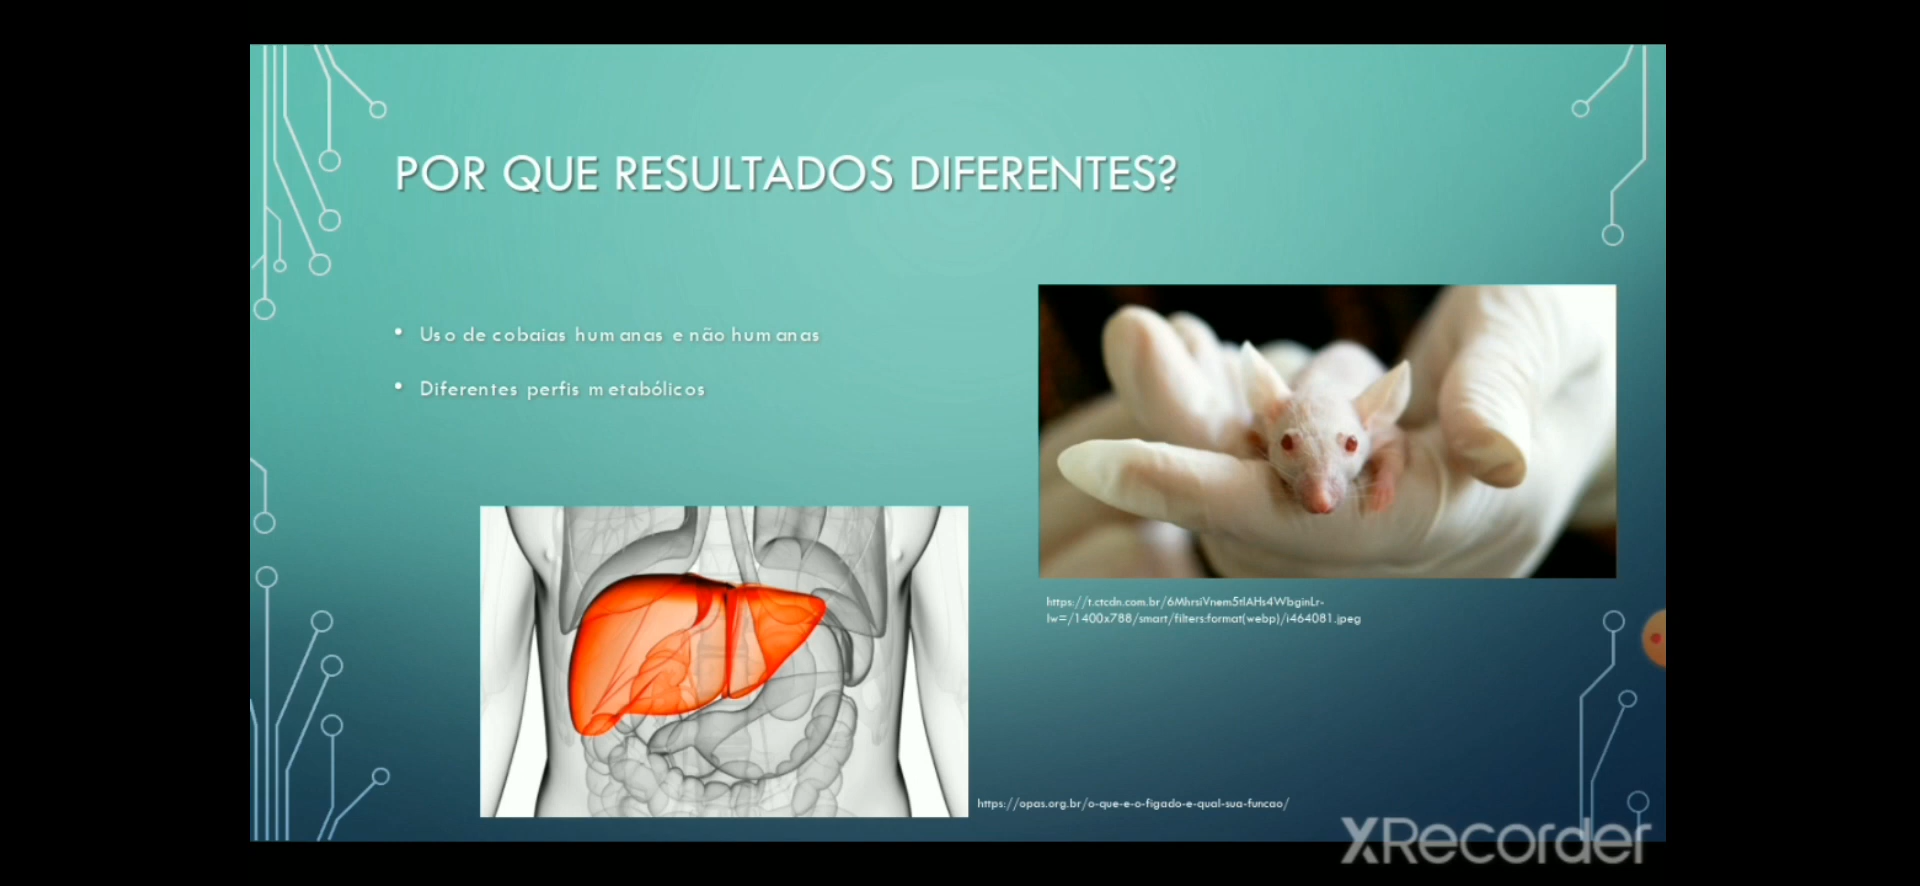 POR QUE RESULTADOS DIFERENTES?
• Uso de cobaias humanas e não humanas
• Diferentes perfis metabólicos
https://t.ctcdn.com.br/6MhrsiVnem5tlAHs4WbginLr-
lw=/1400x788/smart/filters:format(webp)/i464081.jpeg
https://opas.org.br/o-que-e-o-figado-e-qual-sua-funcao/
XRecorder